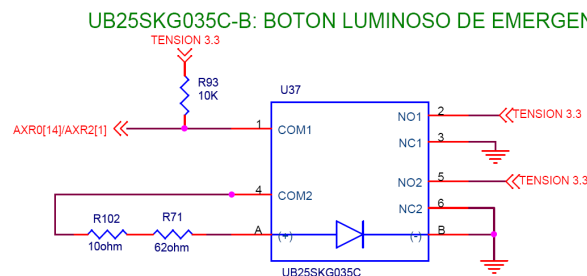 UB25SKG035C-B: BOTON LUMINOSO DE EMERGEN
TENSION 3.3
R93
10K
U37
AXR0[14]/AXR2[1]
1
COM1
NO1
2
TENSION 3.3
NC1
3
4
COM2
NO2
5
TENSION 3.3
NC2
6
R102
10ohm
R71
62ohm
A
(+)
(-)
B
UB25SKG035C